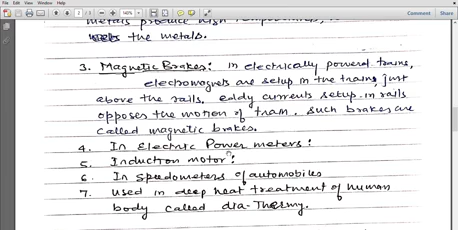 metals produce high temperatures,
melts the metals.
3. Magnetic Brakes: in electrically powered trains,
electromagnets are setup in the trains, just
above the rails, eddy currents setup in rails
opposes the motion of train. Such brakes are
called magnetic brakes.
4. In Electric Power meters:
5. Induction motor:
6. In Speedometers of automobiles
7. used in deep heat treatment of human
body called dia-Thermy.